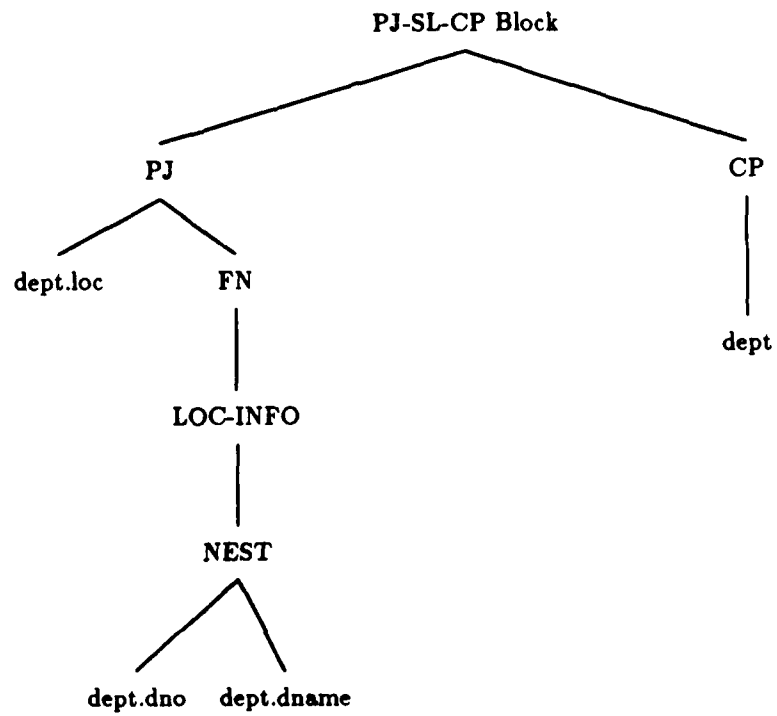 PJ-SL-CP Block
PJ
CP
dept.loc
FN
dept
LOC-INFO
NEST
dept.dno
dept.dname